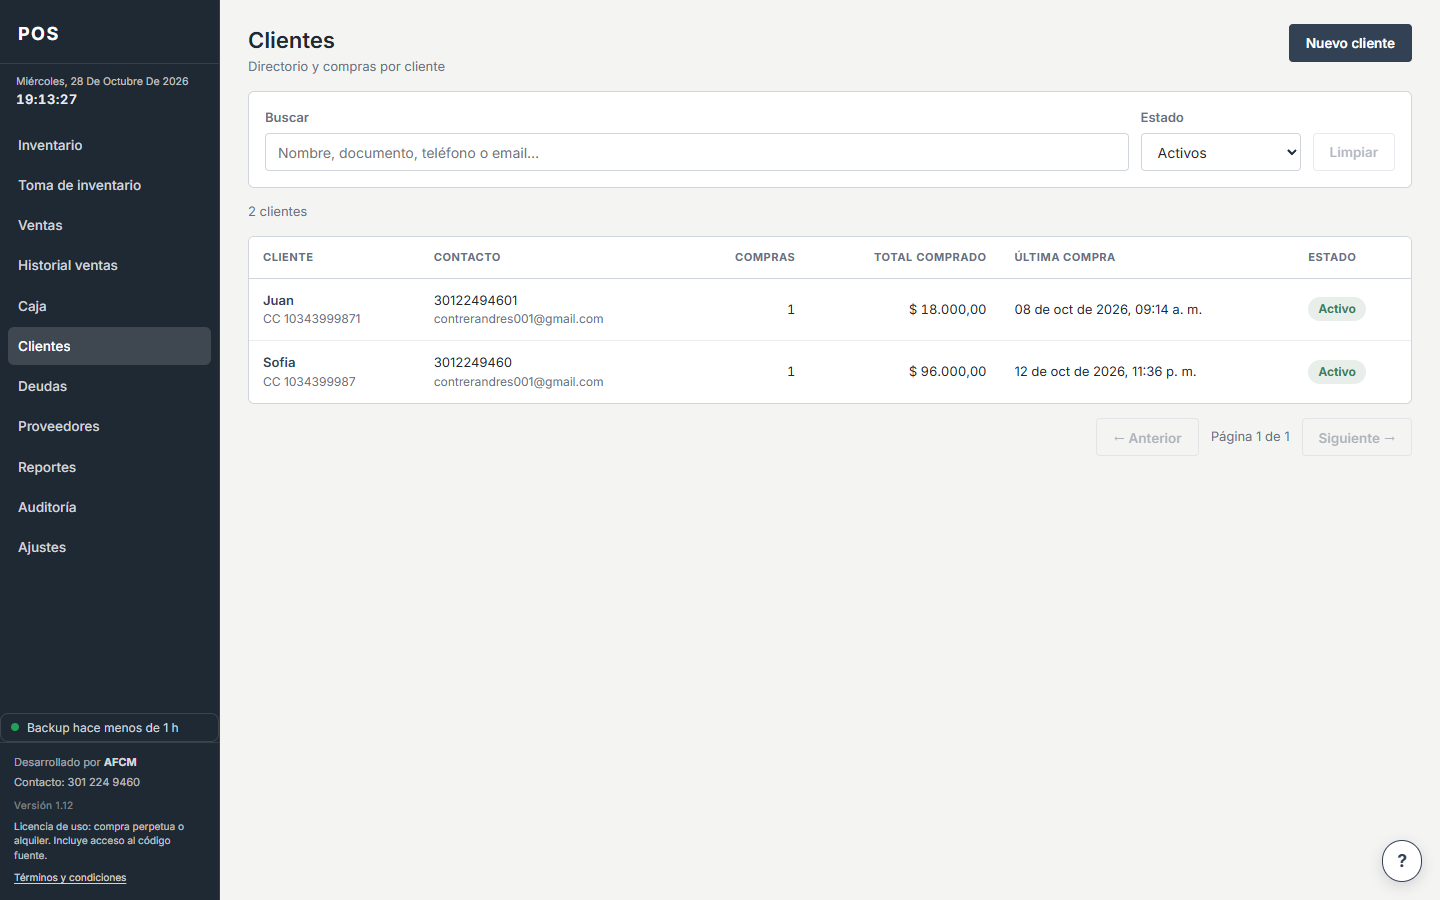 POS
Miércoles, 28 De Octubre De 2026
19:13:27
Inventario
Toma de inventario
Ventas
Historial ventas
Caja
Clientes
Deudas
Proveedores
Reportes
Auditoría
Ajustes
Backup hace menos de 1 h
Desarrollado por AFCM
Contacto: 301 224 9460
Versión 1.12
Licencia de uso: compra perpetua o
alquiler. Incluye acceso al código
fuente.
Términos y condiciones
Clientes
Directorio y compras por cliente
Nuevo cliente
Buscar
Estado
Nombre, documento, teléfono o email...
Activos
Limpiar
2 clientes
CLIENTE CONTACTO COMPRAS TOTAL COMPRADO ÚLTIMA COMPRA ESTADO
Juan 30122494601
CC 10343999871 contrerandres001@gmail.com
1 $ 18.000,00 08 de oct de 2026, 09:14 a. m. Activo
Sofia 3012249460
CC 1034399987 contrerandres001@gmail.com
1 $ 96.000,00 12 de oct de 2026, 11:36 p. m. Activo
← Anterior Página 1 de 1 Siguiente →
?